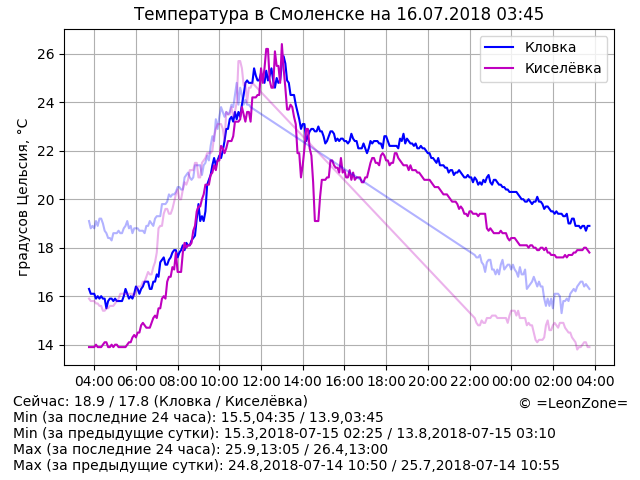 Температура в Смоленске на 16.07.2018 03:45
градусов Цельсия, °C
26
24
22
20
18
16
14
Кловка
Киселёвка
04:00 06:00 08:00 10:00 12:00 14:00 16:00 18:00 20:00 22:00 00:00 02:00 04:00
Сейчас: 18.9 / 17.8 (Кловка / Киселёвка)
© =LeonZone=
Min (за последние 24 часа): 15.5,04:35 / 13.9,03:45
Min (за предыдущие сутки): 15.3,2018-07-15 02:25 / 13.8,2018-07-15 03:10
Max (за последние 24 часа): 25.9,13:05 / 26.4,13:00
Max (за предыдущие сутки): 24.8,2018-07-14 10:50 / 25.7,2018-07-14 10:55